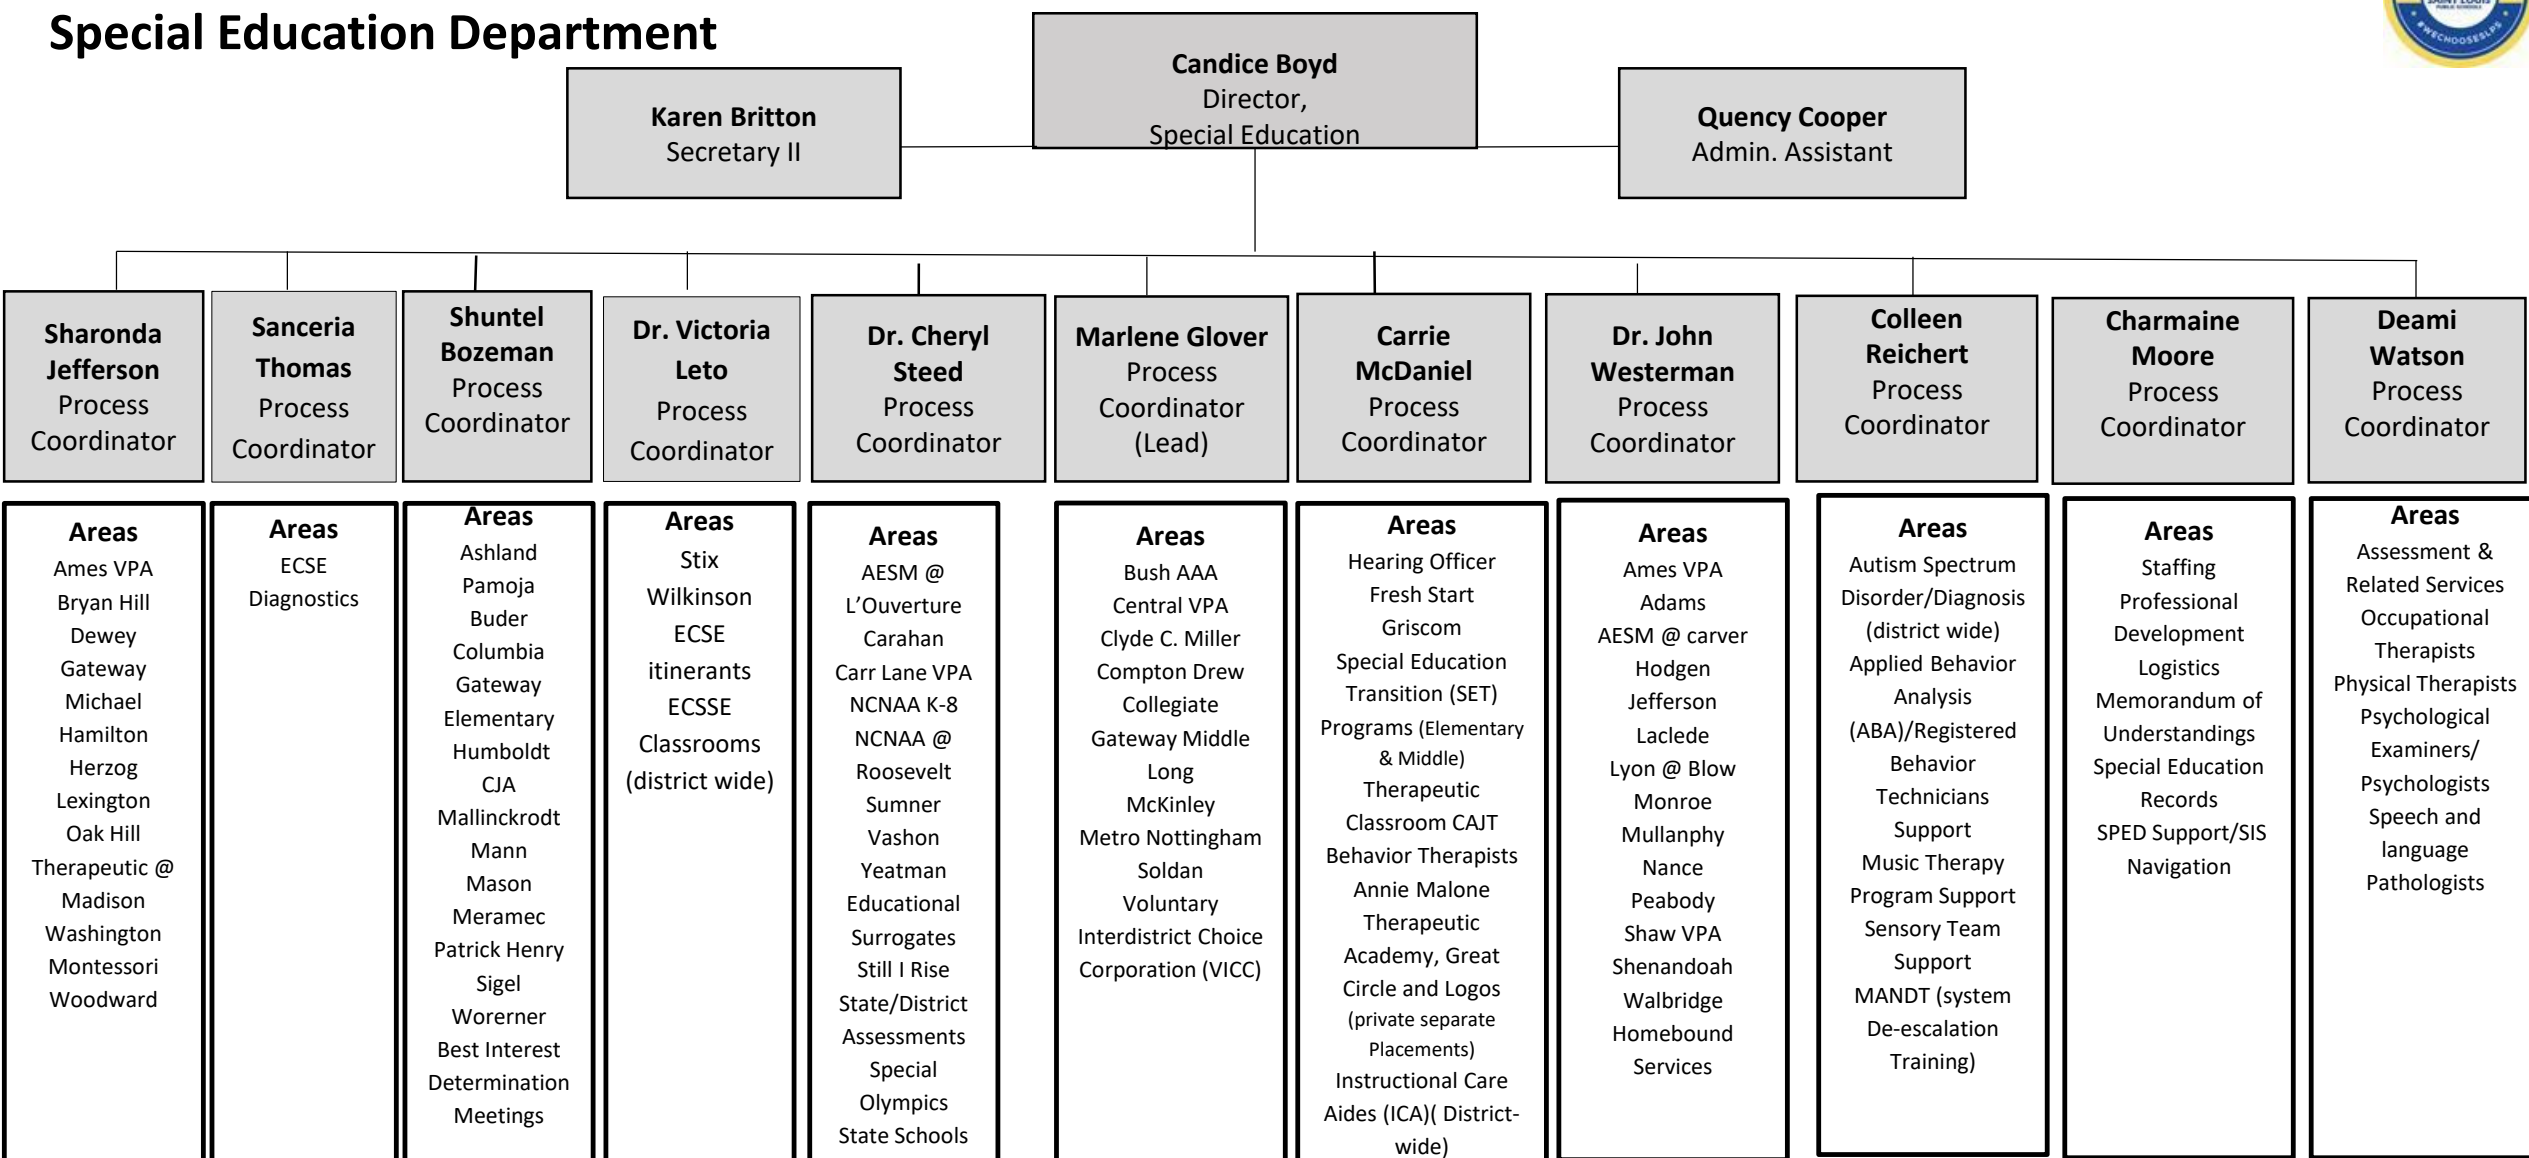 Special Education Department
SAINT LOUIS
PUBLIC SCHOOLS
#WECHOOSESLPS
Candice Boyd
Director,
Special Education
Karen Britton
Secretary II
Quency Cooper
Admin. Assistant
Sharonda
Jefferson
Process
Coordinator
Sanceria
Thomas
Process
Coordinator
Shuntel
Bozeman
Process
Coordinator
Dr. Victoria
Leto
Process
Coordinator
Dr. Cheryl
Steed
Process
Coordinator
Marlene Glover
Process
Coordinator
(Lead)
Carrie
McDaniel
Process
Coordinator
Dr. John
Westerman
Process
Coordinator
Colleen
Reichert
Process
Coordinator
Charmaine
Moore
Process
Coordinator
Deami
Watson
Process
Coordinator
Areas
Ames VPA
Bryan Hill
Dewey
Gateway
Michael
Hamilton
Herzog
Lexington
Oak Hill
Therapeutic @
Madison
Washington
Montessori
Woodward
Areas
ECSE
Diagnostics
Areas
Ashland
Pamoja
Buder
Columbia
Gateway
Elementary
Humboldt
CJA
Mallinckrodt
Mann
Mason
Meramec
Patrick Henry
Sigel
Worerner
Best Interest
Determination
Meetings
Areas
Stix
Wilkinson
ECSE
itinerants
ECSSE
Classrooms
(district wide)
Areas
AESM @
L’Ouverture
Carahan
Carr Lane VPA
NCNAA K-8
NCNAA @
Roosevelt
Sumner
Vashon
Yeatman
Educational
Surrogates
Still I Rise
State/District
Assessments
Special
Olympics
State Schools
Areas
Bush AAA
Central VPA
Clyde C. Miller
Compton Drew
Collegiate
Gateway Middle
Long
McKinley
Metro Nottingham
Soldan
Voluntary
Interdistrict Choice
Corporation (VICC)
Areas
Hearing Officer
Fresh Start
Griscom
Special Education
Transition (SET)
Programs (Elementary
& Middle)
Therapeutic
Classroom CAJT
Behavior Therapists
Annie Malone
Therapeutic
Academy, Great
Circle and Logos
(private separate
Placements)
Instructional Care
Aides (ICA)( District-
wide)
Areas
Ames VPA
Adams
AESM @ carver
Hodgen
Jefferson
Laclede
Lyon @ Blow
Monroe
Mullanphy
Nance
Peabody
Shaw VPA
Shenandoah
Walbridge
Homebound
Services
Areas
Autism Spectrum
Disorder/Diagnosis
(district wide)
Applied Behavior
Analysis
(ABA)/Registered
Behavior
Technicians
Support
Music Therapy
Program Support
Sensory Team
Support
MANDT (system
De-escalation
Training)
Areas
Staffing
Professional
Development
Logistics
Memorandum of
Understandings
Special Education
Records
SPED Support/SIS
Navigation
Areas
Assessment &
Related Services
Occupational
Therapists
Physical Therapists
Psychological
Examiners/
Psychologists
Speech and
language
Pathologists